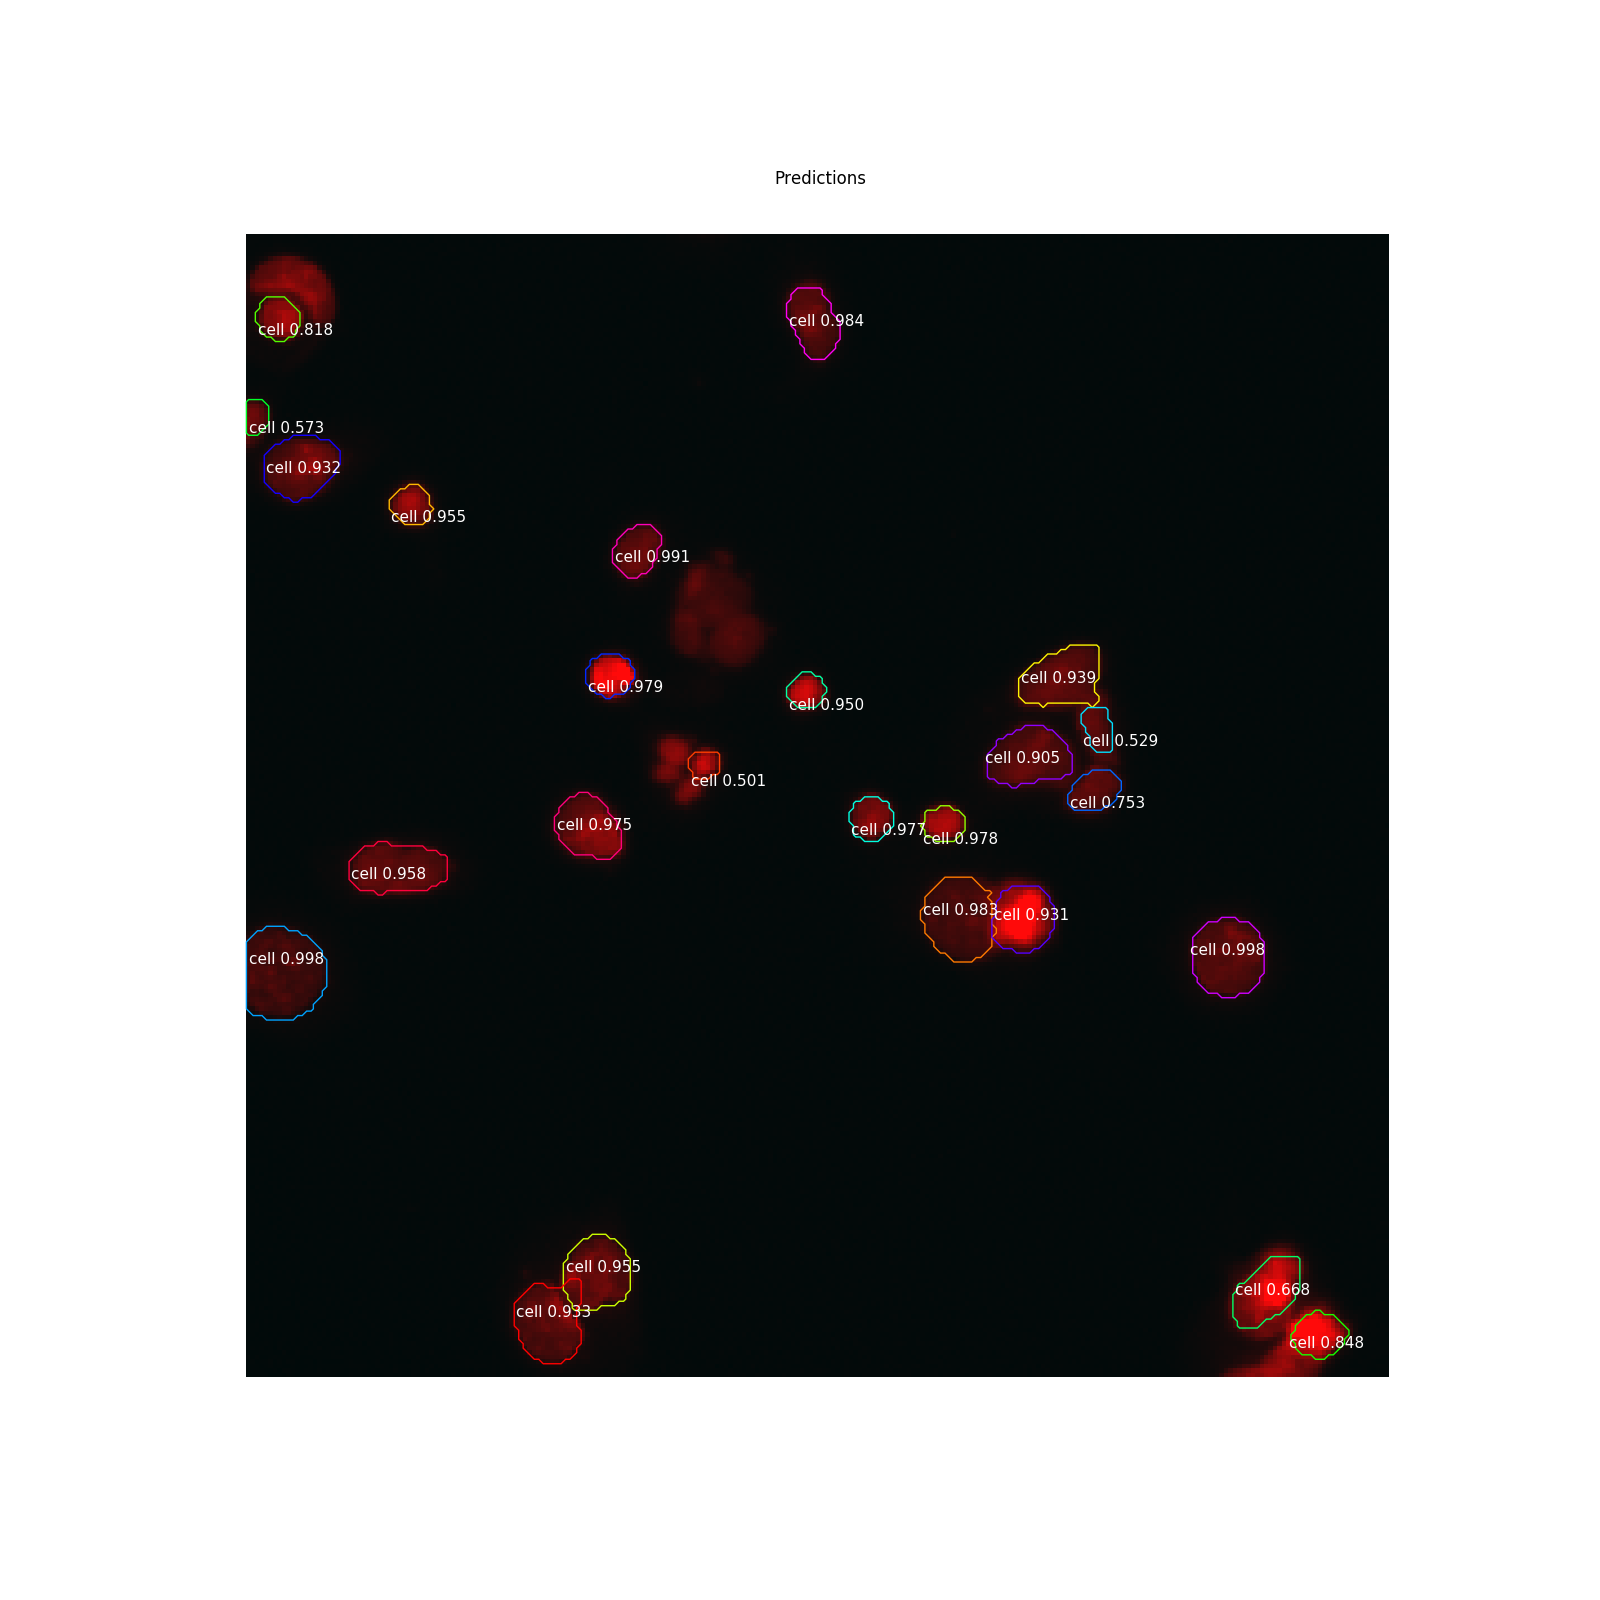 Predictions
cell 0.818
cell 0.984
cell 0.573
cell 0.932
cell 0.955
cell 0.991
cell 0.939
cell 0.979
cell 0.950
cell 0.529
cell 0.905
cell 0.501
cell 0.753
cell 0.975
cell 0.977
cell 0.978
cell 0.958
cell 0.983
cell 0.931
cell 0.998
cell 0.998
cell 0.955
cell 0.668
cell 0.933
cell 0.848